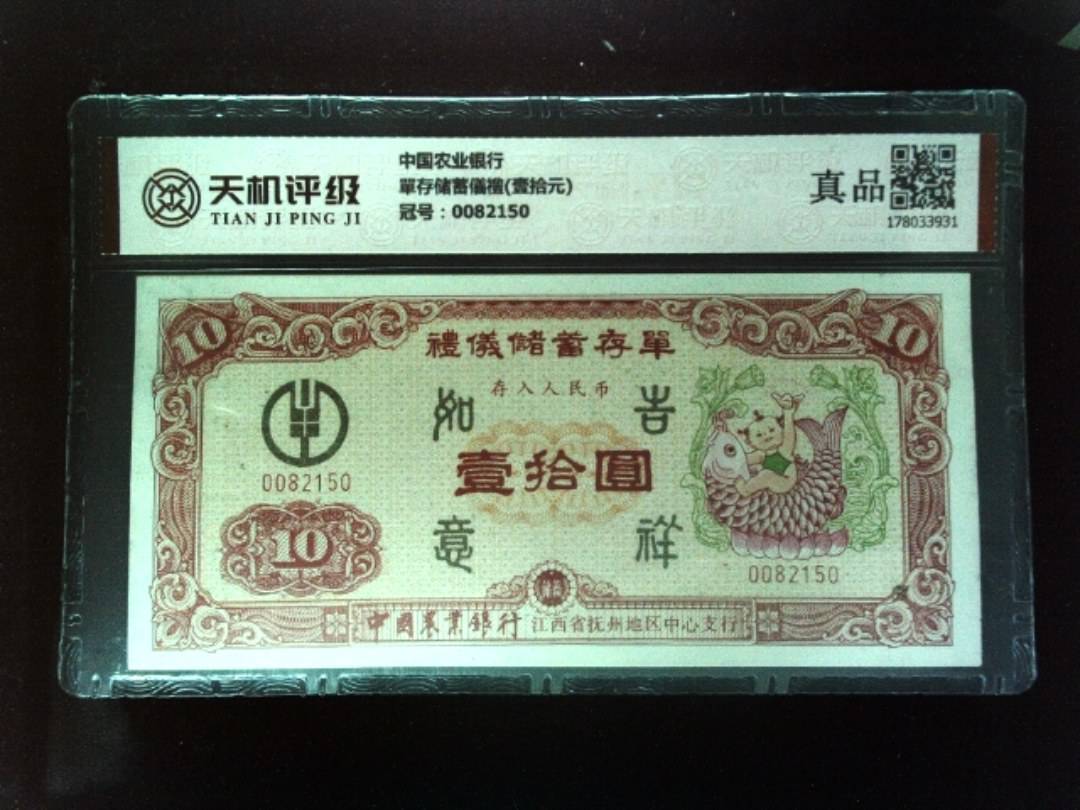 天机评级
TIAN JI PING JI
中国农业银行
單存储蓄儀禮(壹拾元)
冠号：0082150
真品
178033931
10
10
禮儀儲蓄存單
存入人民币
如 吉
壹拾圓
意 祥
0082150
10
0082150
中國農業銀行 江西省抚州地区中心支行